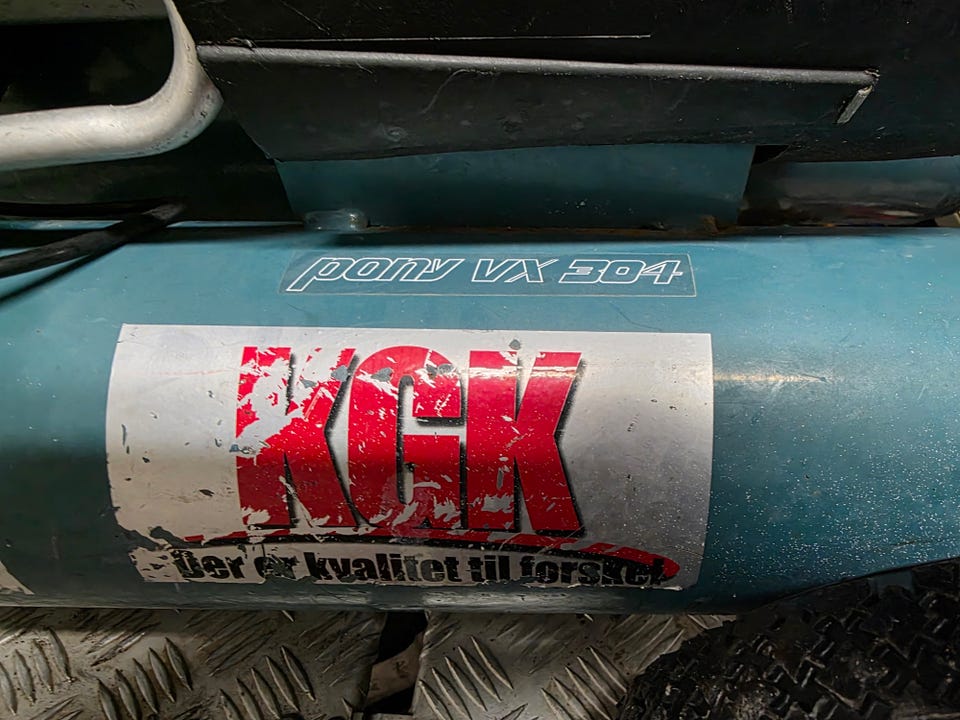 pony VX 304
KGK
Der er kvalitet til forskel